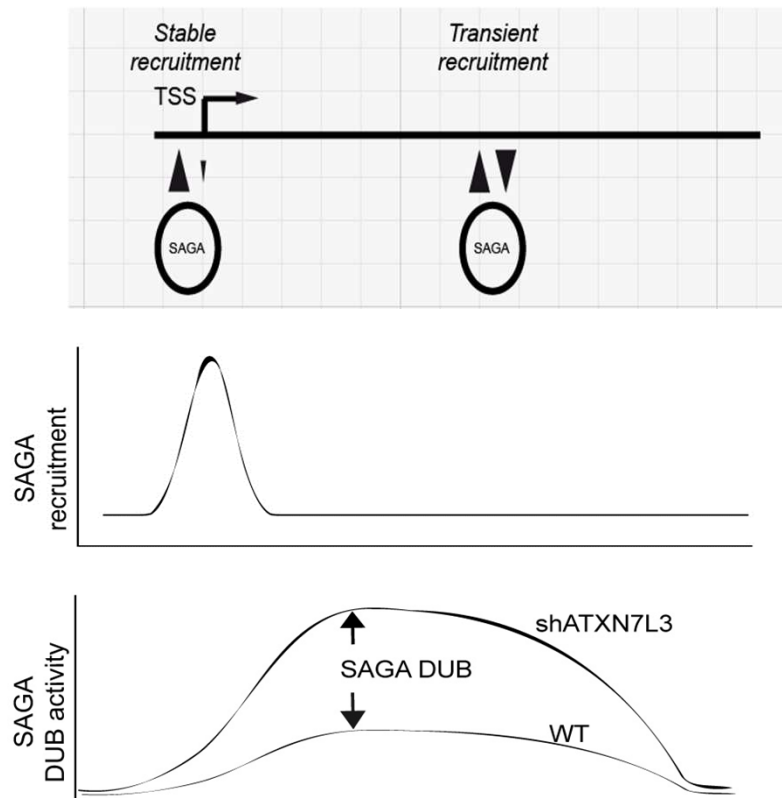 Stable
recruitment
Transient
recruitment
TSS
SAGA
SAGA
SAGA
recruitment
SAGA
DUB activity
shATXN7L3
SAGA DUB
WT